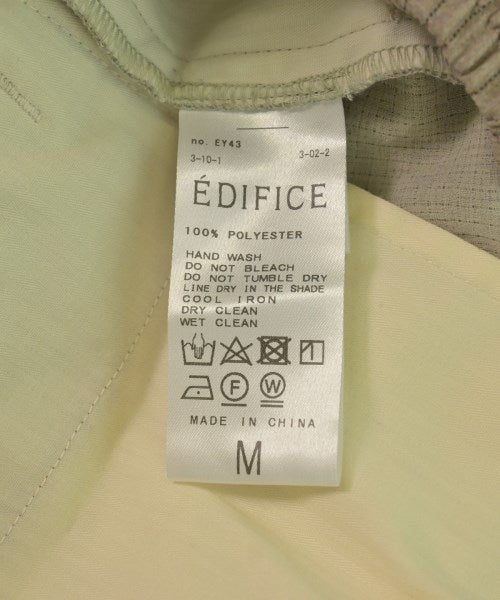 no. EY43
3-10-1 3-02-2
ÉDIFICE
100% POLYESTER
HAND WASH
DO NOT BLEACH
DO NOT TUMBLE DRY
LINE DRY IN THE SHADE
COOL IRON
DRY CLEAN
WET CLEAN
F W
MADE IN CHINA
M